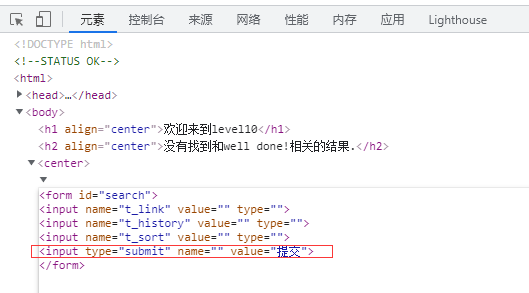 元素 控制台 来源 网络 性能 内存 应用 Lighthouse
<!DOCTYPE html>
<!--STATUS OK-->
<html>
<head>…</head>
<body>
<h1 align="center">欢迎来到level10</h1>
<h2 align="center">没有找到和well done!相关的结果.</h2>
<center>
<form id="search">
<input name="t_link" value="" type="">
<input name="t_history" value="" type="">
<input name="t_sort" value="" type="">
<input type="submit" name="" value="提交">
</form>